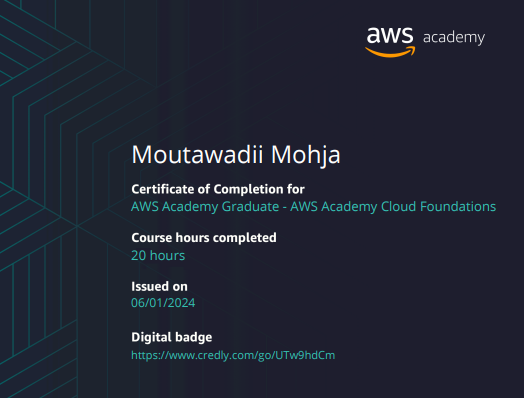 aws academy
Moutawadii Mohja
Certificate of Completion for
AWS Academy Graduate - AWS Academy Cloud Foundations
Course hours completed
20 hours
Issued on
06/01/2024
Digital badge
https://www.credly.com/go/UTw9hdCm